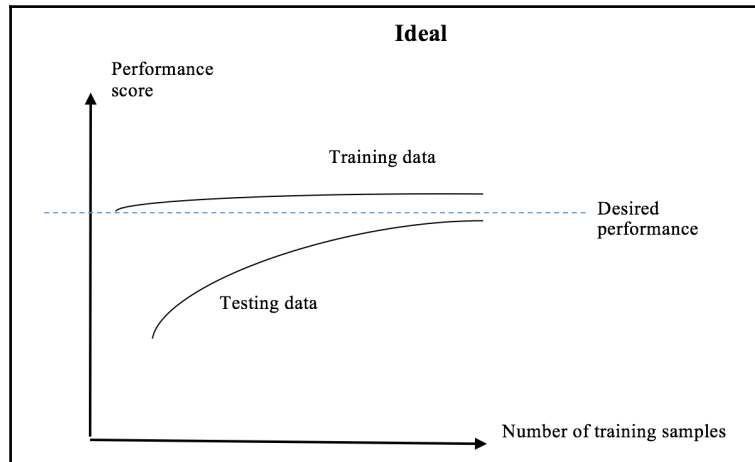 Ideal
Performance
score
Training data
Desired
performance
Testing data
Number of training samples